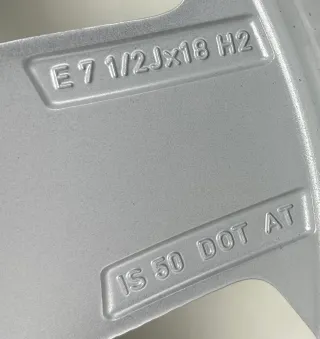 E 7 1/2Jx18 H2
IS 50 DOT AT